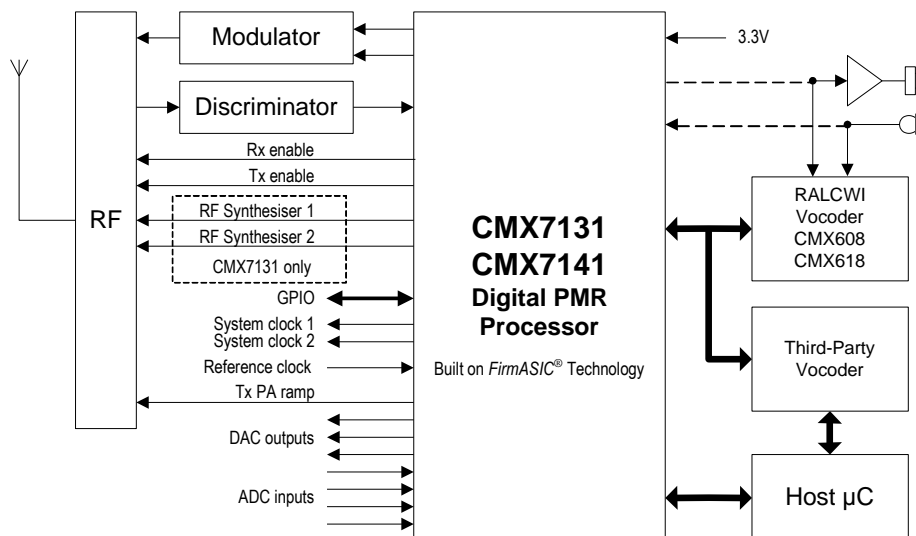 Modulator
3.3V
Discriminator
Rx enable
Tx enable
RF
RF Synthesiser 1
RF Synthesiser 2
CMX7131 only
GPIO
System clock 1
System clock 2
Reference clock
Tx PA ramp
DAC outputs
ADC inputs
CMX7131
CMX7141
Digital PMR
Processor
Built on FirmASIC® Technology
RALCWI
Vocoder
CMX608
CMX618
Third-Party
Vocoder
Host µC